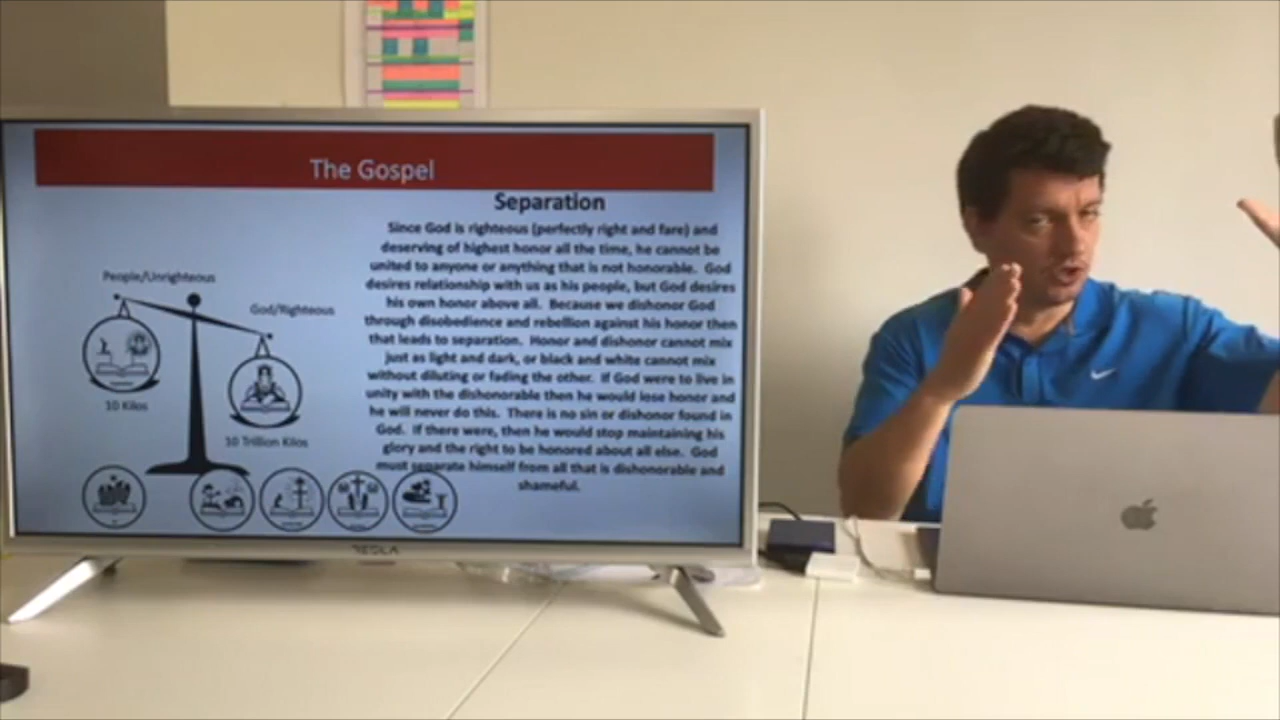 The Gospel
Separation
Since God is righteous (perfectly right and fare) and
deserving of highest honor all the time, he cannot be
united to anyone or anything that is not honorable. God
desires relationship with us as his people, but God desires
his own honor above all. Because we dishonor God
through disobedience and rebellion against his honor then
that leads to separation. Honor and dishonor cannot mix
just as light and dark, or black and white cannot mix
without diluting or fading the other. If God were to live in
unity with the dishonorable then he would lose honor and
he will never do this. There is no sin or dishonor found in
God. If there were, then he would stop maintaining his
glory and the right to be honored about all else. God
must separate himself from all that is dishonorable and
shameful.
People/Unrighteous
God/Righteous
10 Kilos
10 Trillion Kilos
TESLA